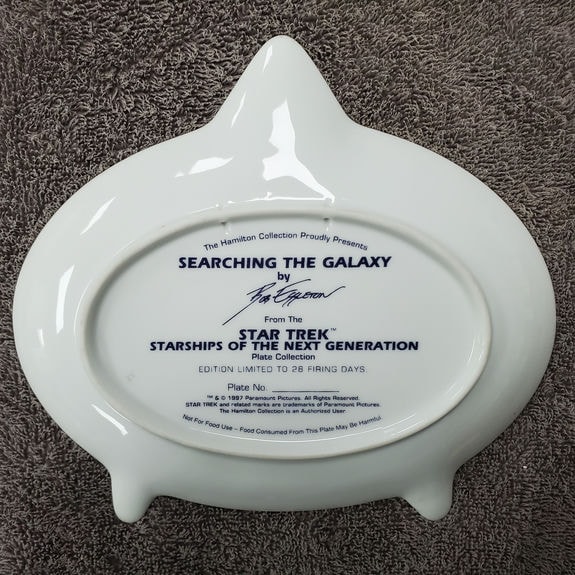 The Hamilton Collection Proudly Presents
SEARCHING THE GALAXY
by
Bob Eggleton
From The
STAR TREK™
STARSHIPS OF THE NEXT GENERATION
Plate Collection
EDITION LIMITED TO 28 FIRING DAYS
Plate No. ____________
™ & © 1997 Paramount Pictures. All Rights Reserved.
STAR TREK and related marks are trademarks of Paramount Pictures.
The Hamilton Collection is an Authorized User.
Not For Food Use – Food Consumed From This Plate May Be Harmful.